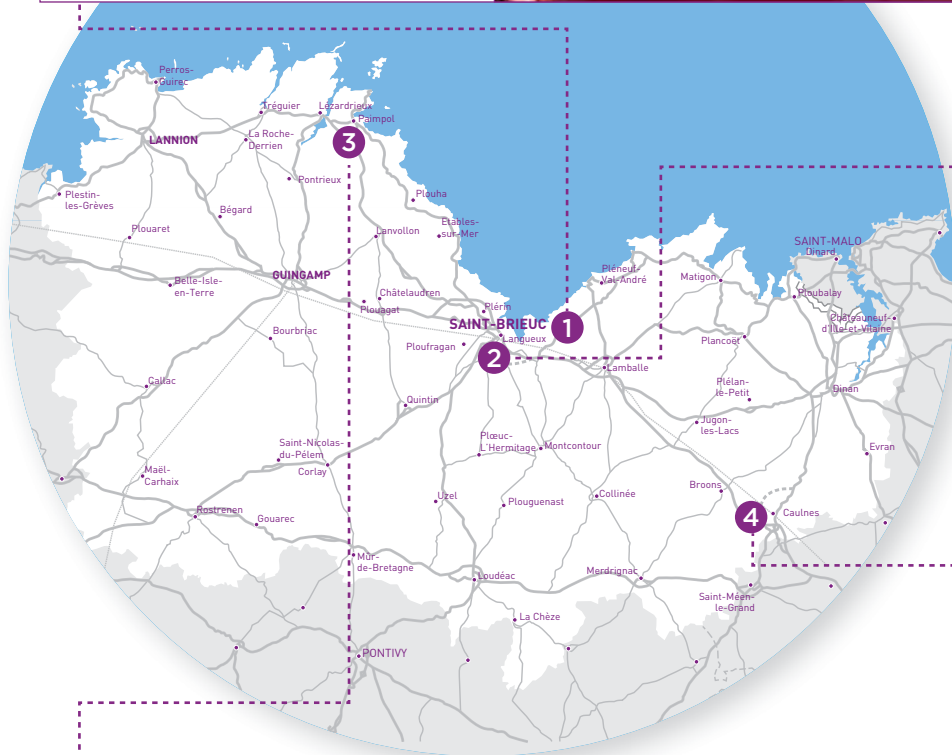 Perros-
Guirec
Tréguier
Lézardrieux
Paimpol
LANNION
La Roche-
Derrien
3
Pontrieux
Plestin-
les-Grèves
Bégard
Plouha
Plouaret
Lanvollon
Etables-
sur-Mer
SAINT-MALO
Dinard
GUINGAMP
Belle-Isle-
en-Terre
Pléneuf-
Val-André
Matignon
Châtelaudren
Plouagat
Plérin
Ploubalay
Châteauneuf-
d'Ille-et-Vilaine
SAINT-BRIEUC
1
Langueux
Bourbriac
Ploufragan
2
Plancoët
Lamballe
Callac
Plélan-
le-Petit
Dinan
Quintin
Jugon-
les-Lacs
Saint-Nicolas-
du-Pélem
Corlay
Plœuc-
L'Hermitage
Montcontour
Evran
Maël-
Carhaix
Uzel
Plouguenast
Collinée
Broons
Rostrenen
Gouarec
4
Caulnes
Mûr-
de-Bretagne
Loudéac
Merdrignac
Saint-Méen-
le-Grand
La Chèze
PONTIVY